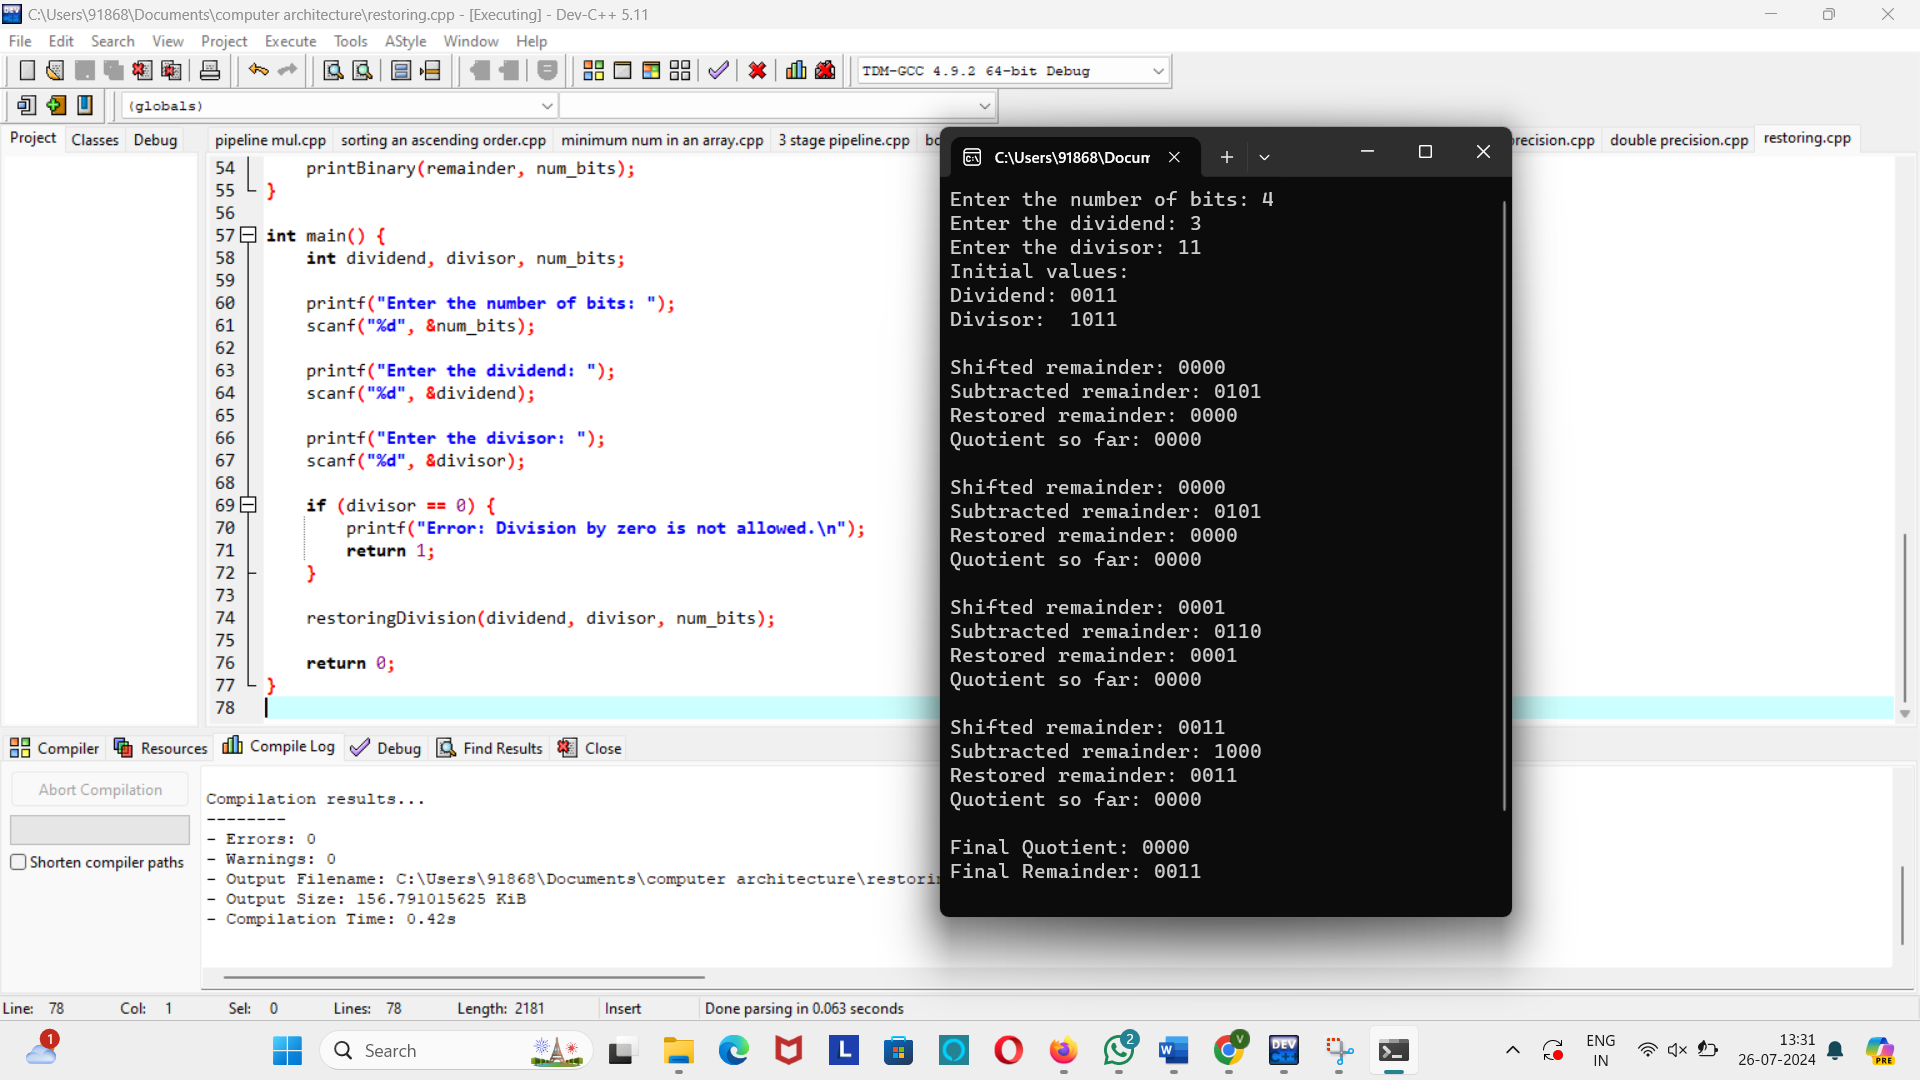 C:\Users\91868\Documents\computer architecture\restoring.cpp - [Executing] - Dev-C++ 5.11
File Edit Search View Project Execute Tools AStyle Window Help
TDM-GCC 4.9.2 64-bit Debug
(globals)
Project Classes Debug
pipeline mul.cpp sorting an ascending order.cpp minimum num in an array.cpp 3 stage pipeline.cpp double precision.cpp restoring.cpp
54 printBinary(remainder, num_bits);
55 }
56
57 int main() {
58 int dividend, divisor, num_bits;
59
60 printf("Enter the number of bits: ");
61 scanf("%d", &num_bits);
62
63 printf("Enter the dividend: ");
64 scanf("%d", &dividend);
65
66 printf("Enter the divisor: ");
67 scanf("%d", &divisor);
68
69 if (divisor == 0) {
70 printf("Error: Division by zero is not allowed.\n");
71 return 1;
72 }
73
74 restoringDivision(dividend, divisor, num_bits);
75
76 return 0;
77 }
78
C:\Users\91868\Docum
Enter the number of bits: 4
Enter the dividend: 3
Enter the divisor: 11
Initial values:
Dividend: 0011
Divisor:  1011
Shifted remainder: 0000
Subtracted remainder: 0101
Restored remainder: 0000
Quotient so far: 0000
Shifted remainder: 0000
Subtracted remainder: 0101
Restored remainder: 0000
Quotient so far: 0000
Shifted remainder: 0001
Subtracted remainder: 0110
Restored remainder: 0001
Quotient so far: 0000
Shifted remainder: 0011
Subtracted remainder: 1000
Restored remainder: 0011
Quotient so far: 0000
Final Quotient: 0000
Final Remainder: 0011
Compiler Resources Compile Log Debug Find Results Close
Abort Compilation
Shorten compiler paths
Compilation results...
--------
- Errors: 0
- Warnings: 0
- Output Filename: C:\Users\91868\Documents\computer architecture\restori
- Output Size: 156.791015625 KiB
- Compilation Time: 0.42s
Line: 78 Col: 1 Sel: 0 Lines: 78 Length: 2181 Insert Done parsing in 0.063 seconds
1
Search
2
ENG
IN
13:31
26-07-2024